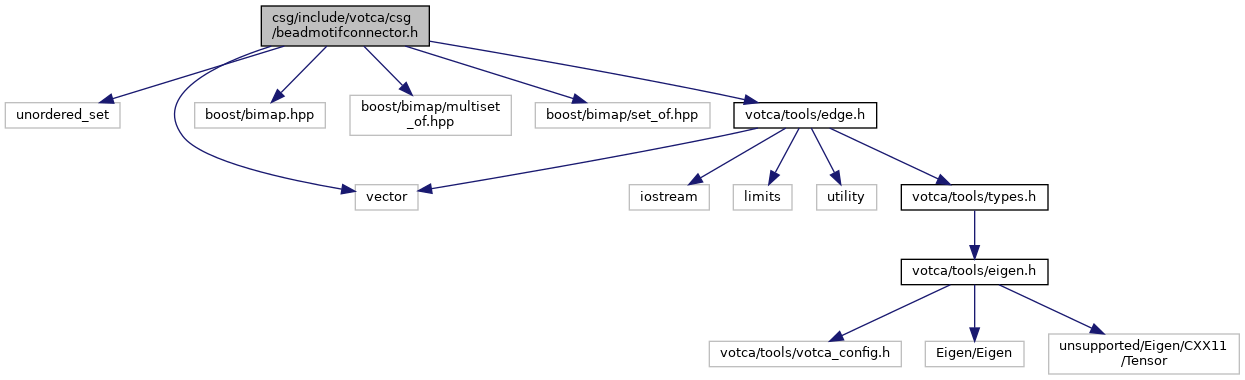 csg/include/votca/csg
/beadmotifconnector.h
unordered_set
boost/bimap.hpp
boost/bimap/multiset
_of.hpp
boost/bimap/set_of.hpp
votca/tools/edge.h
vector
iostream
limits
utility
votca/tools/types.h
votca/tools/eigen.h
votca/tools/votca_config.h
Eigen/Eigen
unsupported/Eigen/CXX11
/Tensor